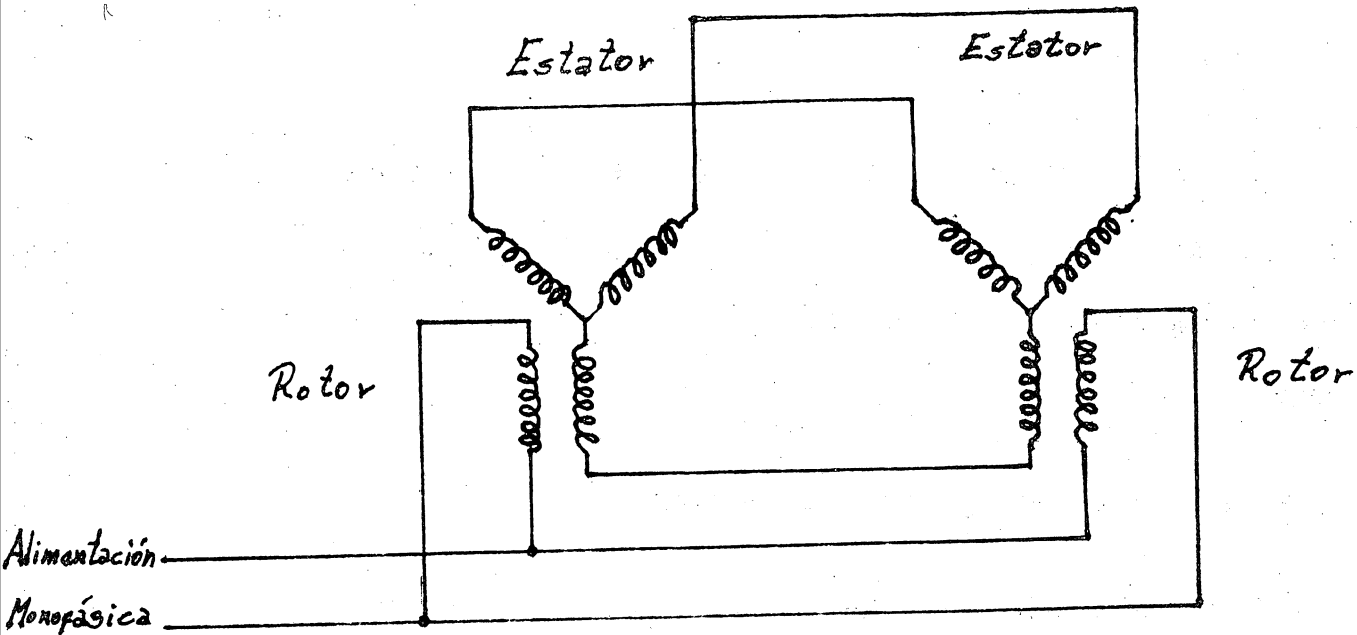 Estator
Estator
Rotor
Rotor
Alimentación
Monofásica